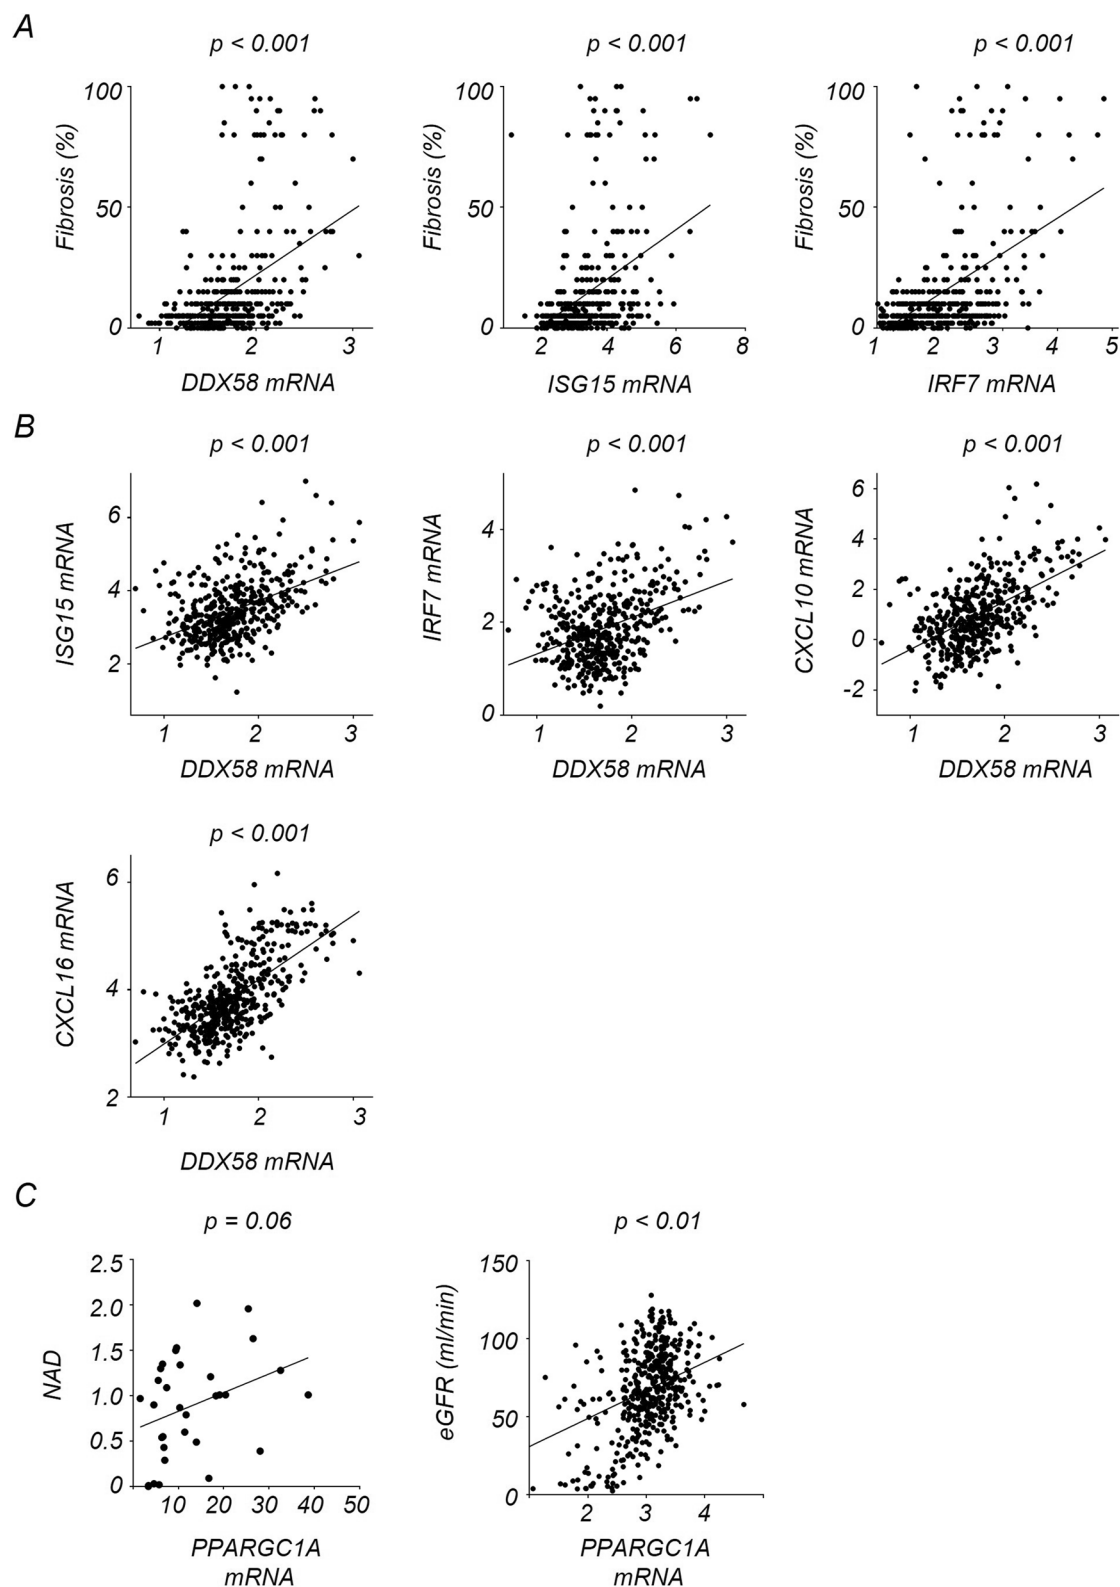 A
p < 0.001
p < 0.001
p < 0.001
Fibrosis (%)
100
50
0
1
2
3
DDX58 mRNA
Fibrosis (%)
100
50
0
2
4
6
8
ISG15 mRNA
Fibrosis (%)
100
50
0
1
2
3
4
5
IRF7 mRNA
B
p < 0.001
p < 0.001
p < 0.001
ISG15 mRNA
6
4
2
1
2
3
DDX58 mRNA
IRF7 mRNA
4
2
0
1
2
3
DDX58 mRNA
CXCL10 mRNA
6
4
2
0
-2
1
2
3
DDX58 mRNA
p < 0.001
CXCL16 mRNA
6
4
2
1
2
3
DDX58 mRNA
C
p = 0.06
p < 0.01
NAD
2.5
2.0
1.5
1.0
0.5
0
10
20
30
40
50
PPARGC1A
mRNA
eGFR (ml/min)
150
100
50
0
2
3
4
PPARGC1A
mRNA